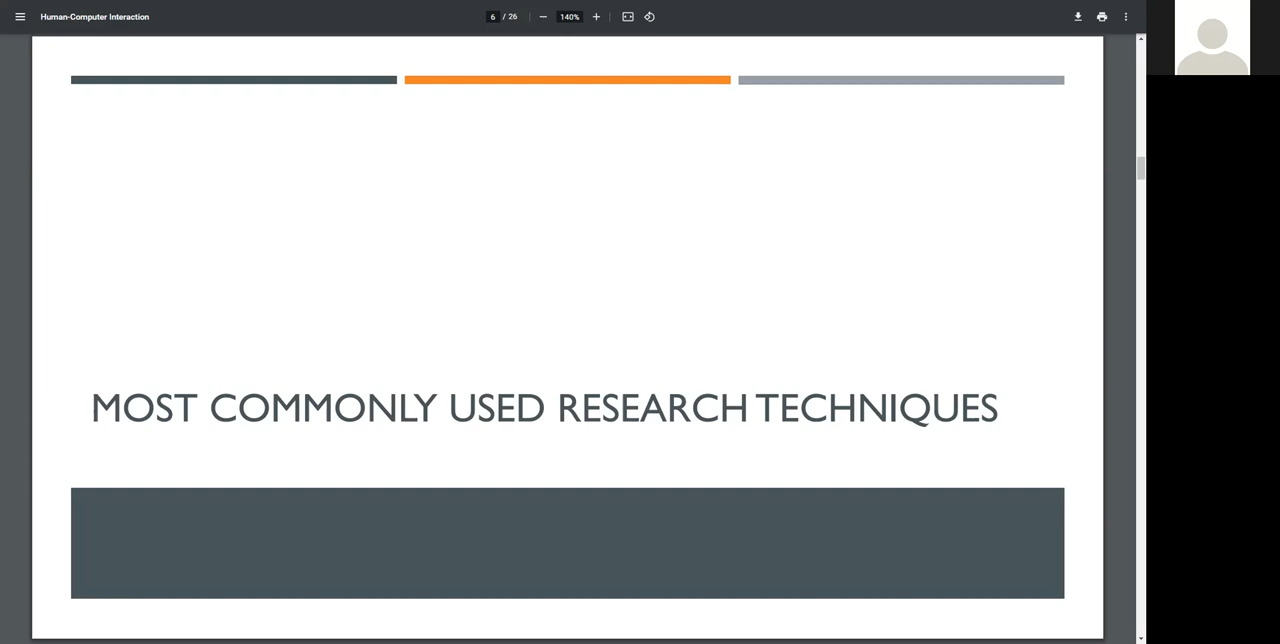 Human-Computer Interaction 6 / 26 140%
MOST COMMONLY USED RESEARCH TECHNIQUES